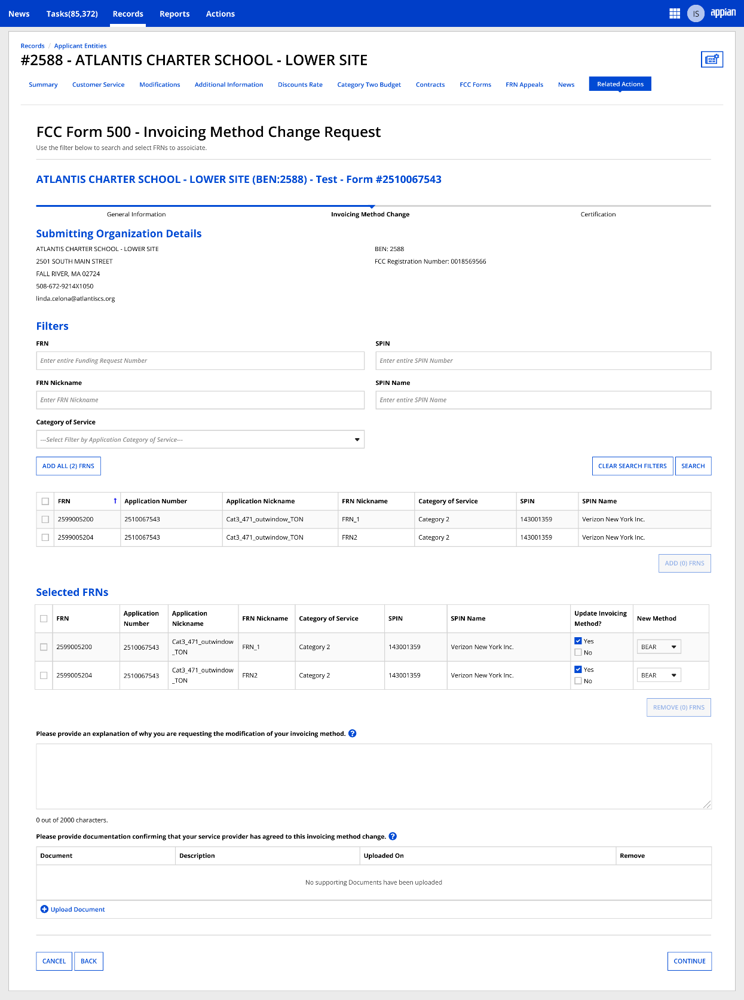 News Tasks(85,372) Records Reports Actions IS appian
Records / Applicant Entities
#2588 - ATLANTIS CHARTER SCHOOL - LOWER SITE
Summary Customer Service Modifications Additional Information Discounts Rate Category Two Budget Contracts FCC Forms FRN Appeals News Related Actions
FCC Form 500 - Invoicing Method Change Request
Use the filter below to search and select FRNs to assoiciate.
ATLANTIS CHARTER SCHOOL - LOWER SITE (BEN:2588) - Test - Form #2510067543
General Information Invoicing Method Change Certification
Submitting Organization Details
ATLANTIS CHARTER SCHOOL - LOWER SITE BEN: 2588
2501 SOUTH MAIN STREET FCC Registration Number: 0018569566
FALL RIVER, MA 02724
508-672-9214X1050
linda.celona@atlantiscs.org
Filters
FRN SPIN
Enter entire Funding Request Number Enter entire SPIN Number
FRN Nickname SPIN Name
Enter FRN Nickname Enter entire SPIN Name
Category of Service
---Select Filter by Application Category of Service---
ADD ALL (2) FRNS CLEAR SEARCH FILTERS SEARCH
FRN ↑ Application Number Application Nickname FRN Nickname Category of Service SPIN SPIN Name
2599005200 2510067543 Cat3_471_outwindow_TON FRN_1 Category 2 143001359 Verizon New York Inc.
2599005204 2510067543 Cat3_471_outwindow_TON FRN2 Category 2 143001359 Verizon New York Inc.
ADD (0) FRNS
Selected FRNs
FRN Application Number Application Nickname FRN Nickname Category of Service SPIN SPIN Name Update Invoicing Method? New Method
2599005200 2510067543 Cat3_471_outwindow_TON FRN_1 Category 2 143001359 Verizon New York Inc. Yes No BEAR
2599005204 2510067543 Cat3_471_outwindow_TON FRN2 Category 2 143001359 Verizon New York Inc. Yes No BEAR
REMOVE (0) FRNS
Please provide an explanation of why you are requesting the modification of your invoicing method. ?
0 out of 2000 characters.
Please provide documentation confirming that your service provider has agreed to this invoicing method change. ?
Document Description Uploaded On Remove
No supporting Documents have been uploaded
Upload Document
CANCEL BACK CONTINUE